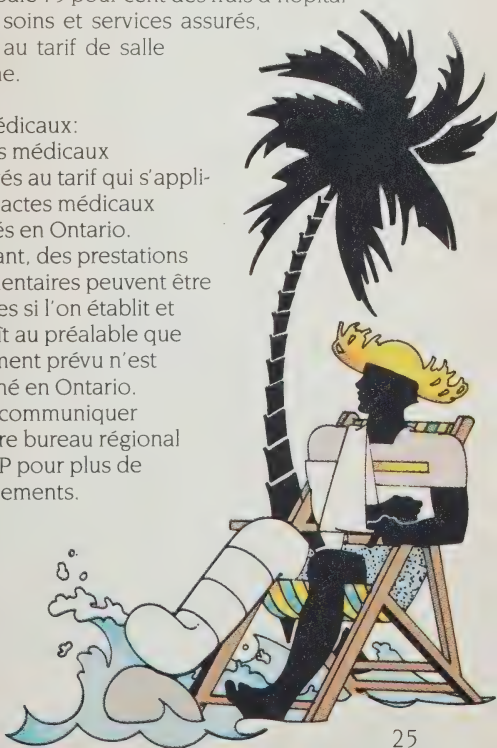 75 pour cent des frais d'hôpital
soins et services assurés,
au tarif de salle
ne.
édicaux:
s médicaux
és au tarif qui s'appli-
actes médicaux
és en Ontario.
ant, des prestations
entaires peuvent être
es si l'on établit et
ît au préalable que
ment prévu n'est
né en Ontario.
communiquer
re bureau régional
P pour plus de
ements.
25